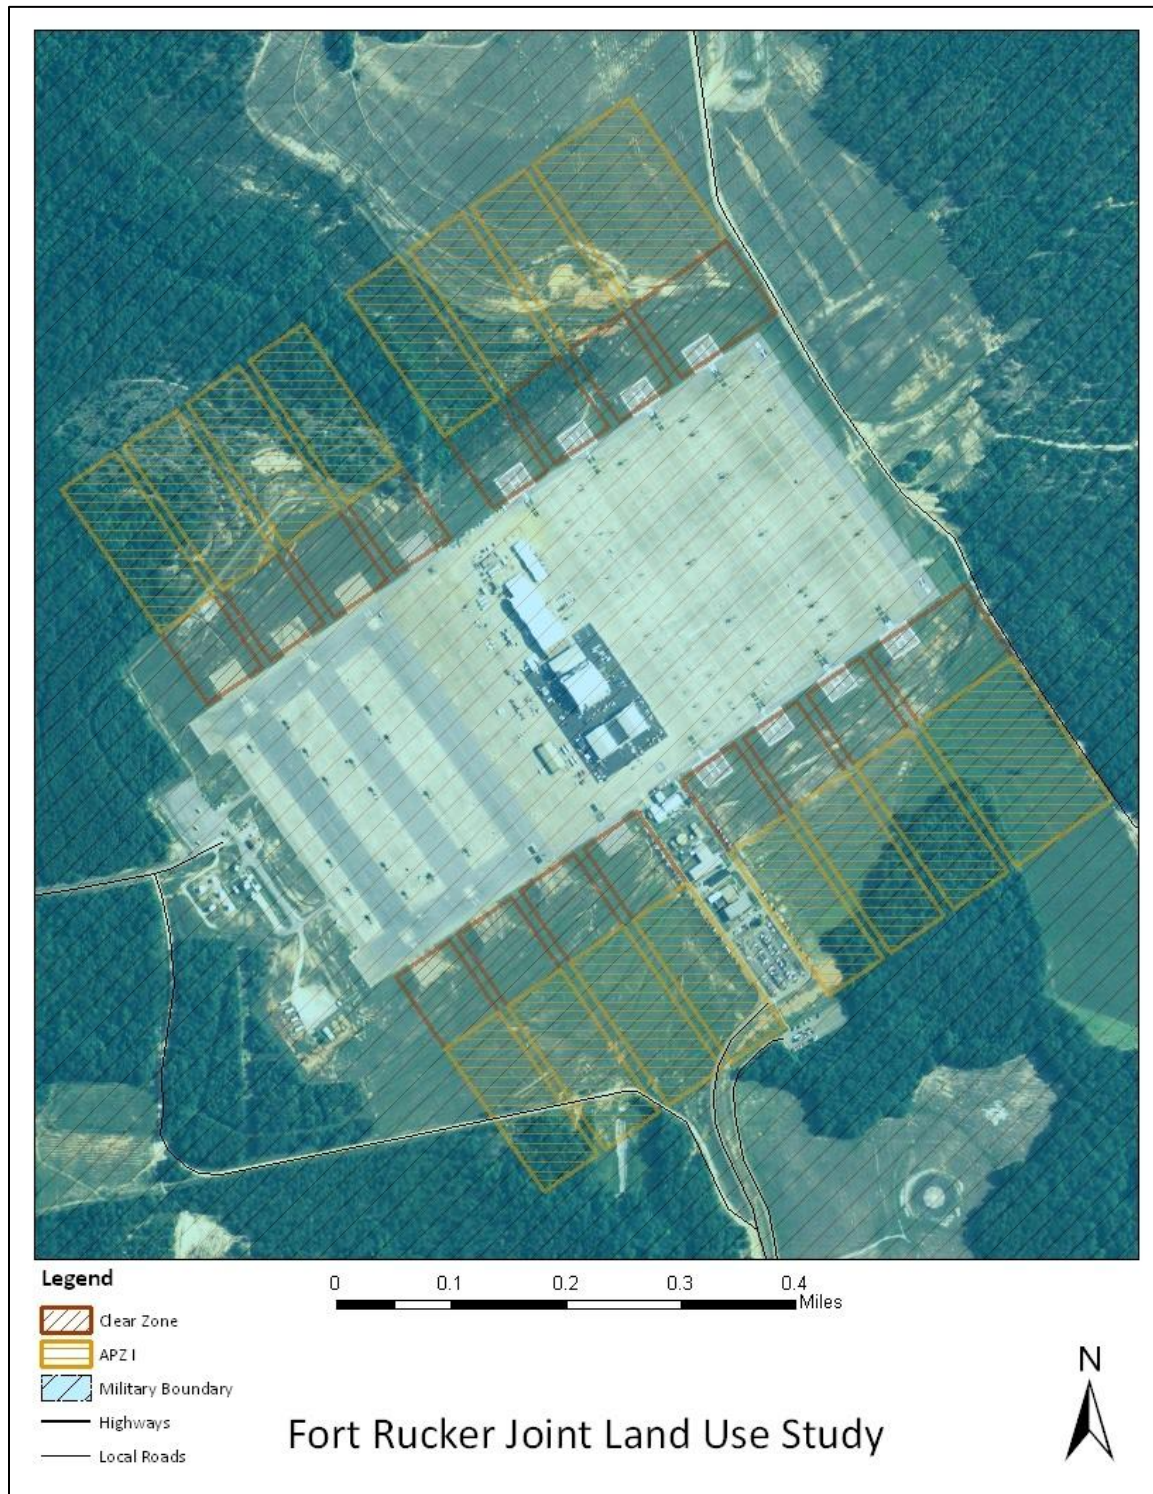 Legend
Clear Zone
APZ I
Military Boundary
Highways
Local Roads
0 0.1 0.2 0.3 0.4
Miles
N
Fort Rucker Joint Land Use Study